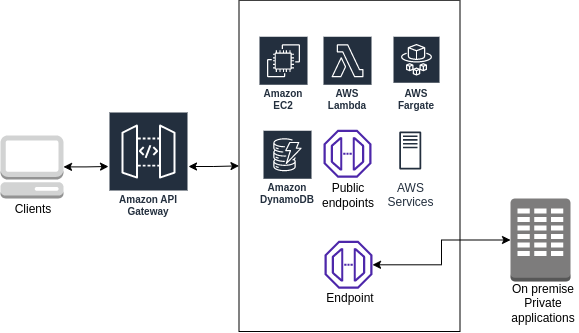 Amazon
EC2
AWS
Lambda
AWS
Fargate
Clients
Amazon API
Gateway
Amazon
DynamoDB
Public
endpoints
AWS
Services
Endpoint
On premise
Private
applications